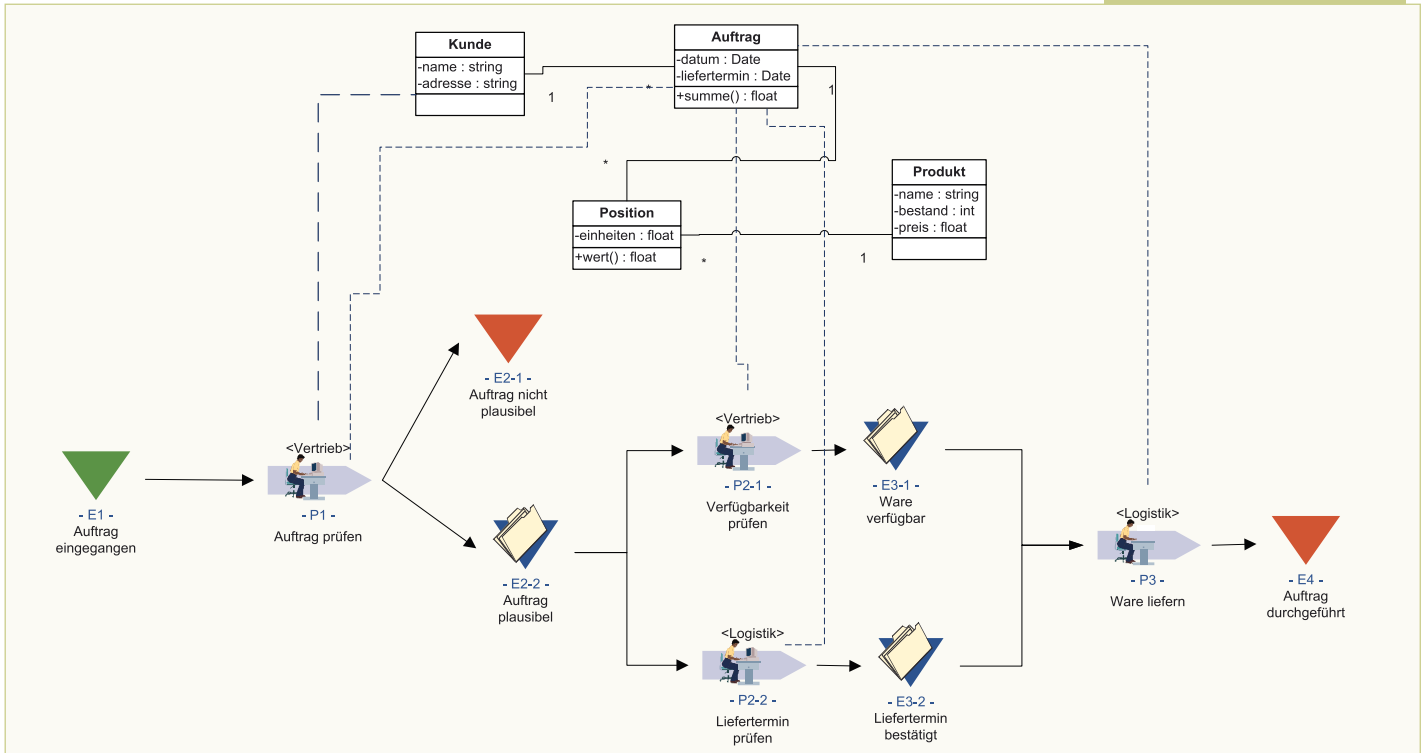 Kunde
-name : string
-adresse : string
Auftrag
-datum : Date
-liefertermin : Date
+summe() : float
1
*
1
*
Position
-einheiten : float
+wert() : float
*
1
Produkt
-name : string
-bestand : int
-preis : float
- E1 -
Auftrag
eingegangen
<Vertrieb>
- P1 -
Auftrag prüfen
- E2-1 -
Auftrag nicht
plausibel
- E2-2 -
Auftrag
plausibel
<Vertrieb>
- P2-1 -
Verfügbarkeit
prüfen
- E3-1 -
Ware
verfügbar
<Logistik>
- P2-2 -
Liefertermin
prüfen
- E3-2 -
Liefertermin
bestätigt
<Logistik>
- P3 -
Ware liefern
- E4 -
Auftrag
durchgeführt